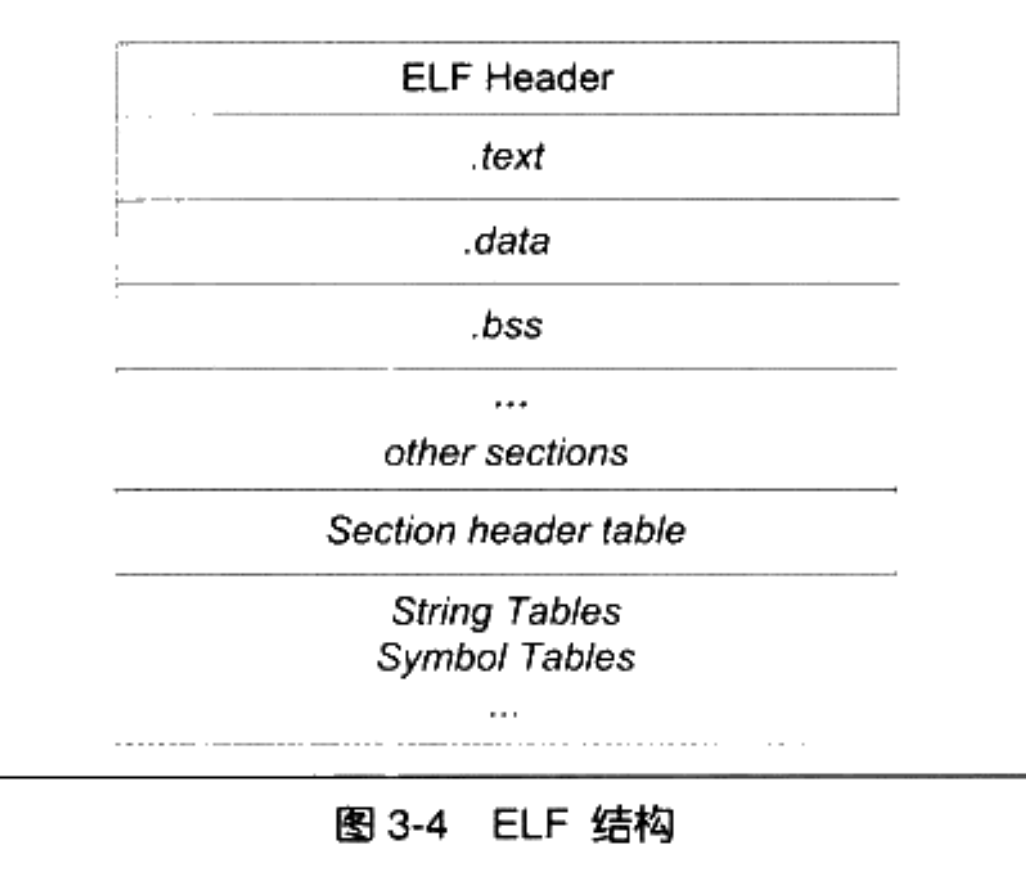 ELF Header
.text
.data
.bss
...
other sections
Section header table
String Tables
Symbol Tables
...
图 3-4 ELF 结构